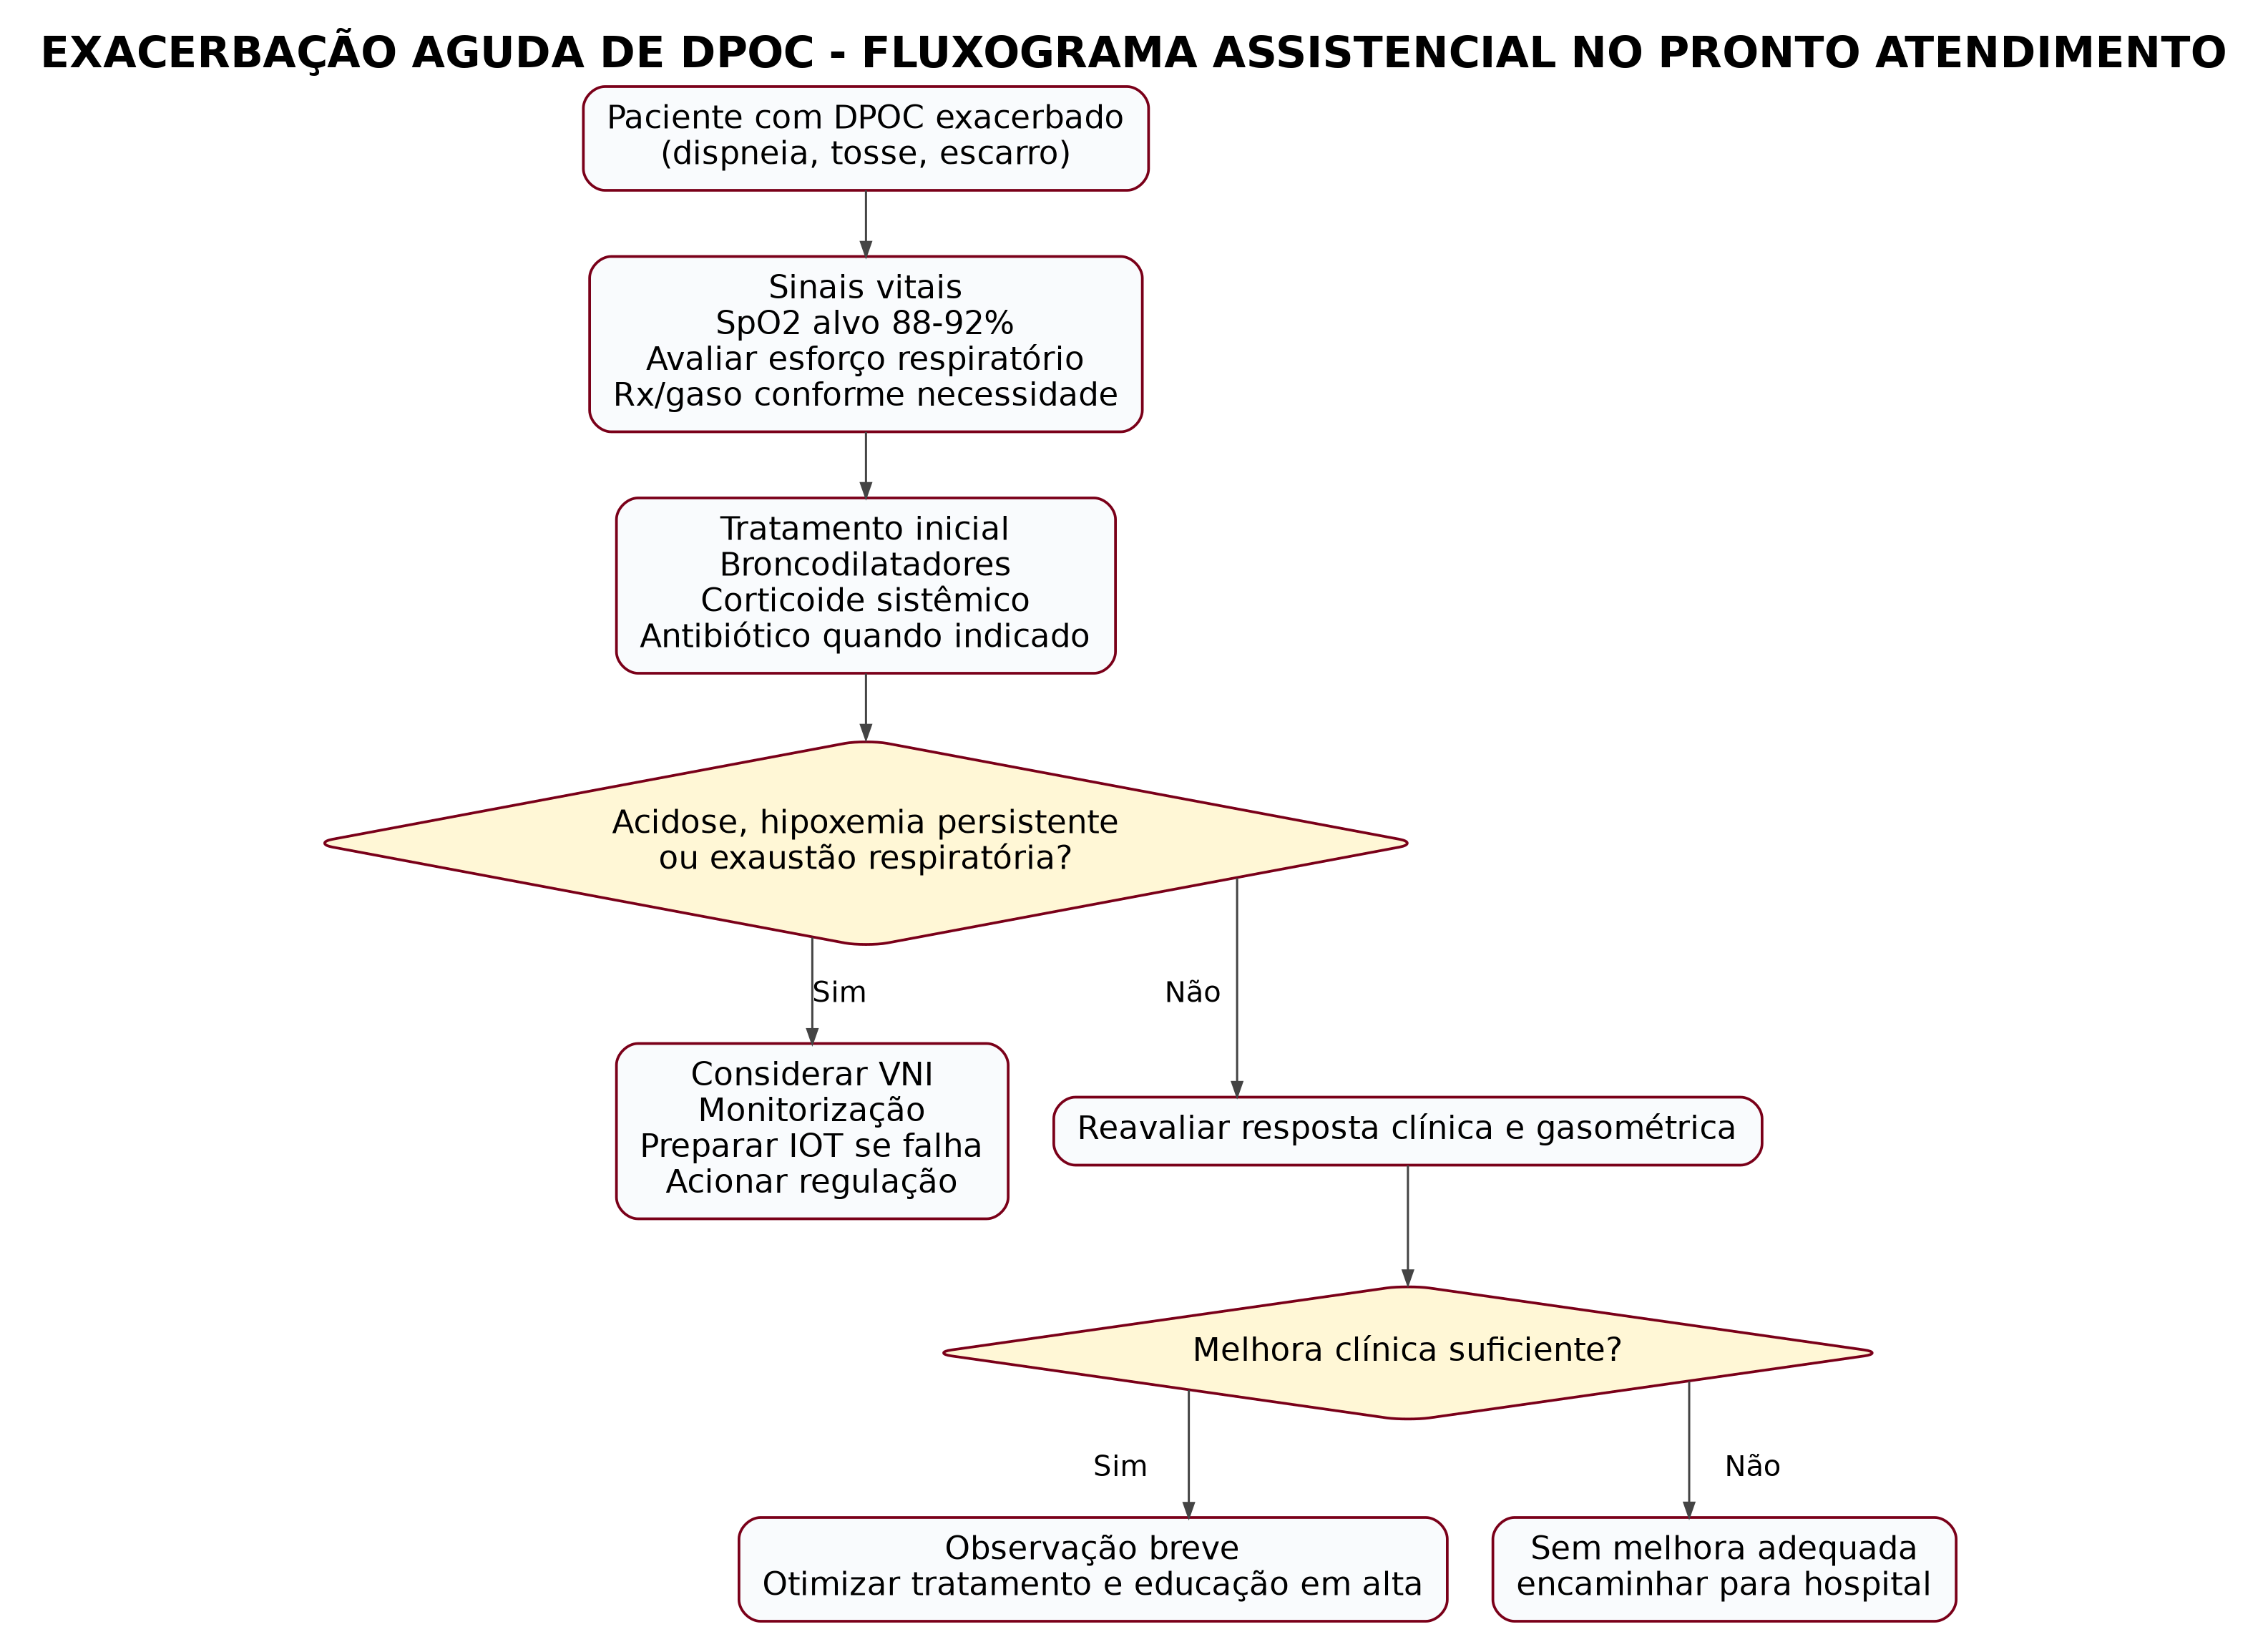 EXACERBAÇÃO AGUDA DE DPOC - FLUXOGRAMA ASSISTENCIAL NO PRONTO ATENDIMENTO
Paciente com DPOC exacerbado
(dispneia, tosse, escarro)
Sinais vitais
SpO2 alvo 88-92%
Avaliar esforço respiratório
Rx/gaso conforme necessidade
Tratamento inicial
Broncodilatadores
Corticoide sistêmico
Antibiótico quando indicado
Acidose, hipoxemia persistente
ou exaustão respiratória?
Sim
Não
Considerar VNI
Monitorização
Preparar IOT se falha
Acionar regulação
Reavaliar resposta clínica e gasométrica
Melhora clínica suficiente?
Sim
Não
Observação breve
Otimizar tratamento e educação em alta
Sem melhora adequada
encaminhar para hospital